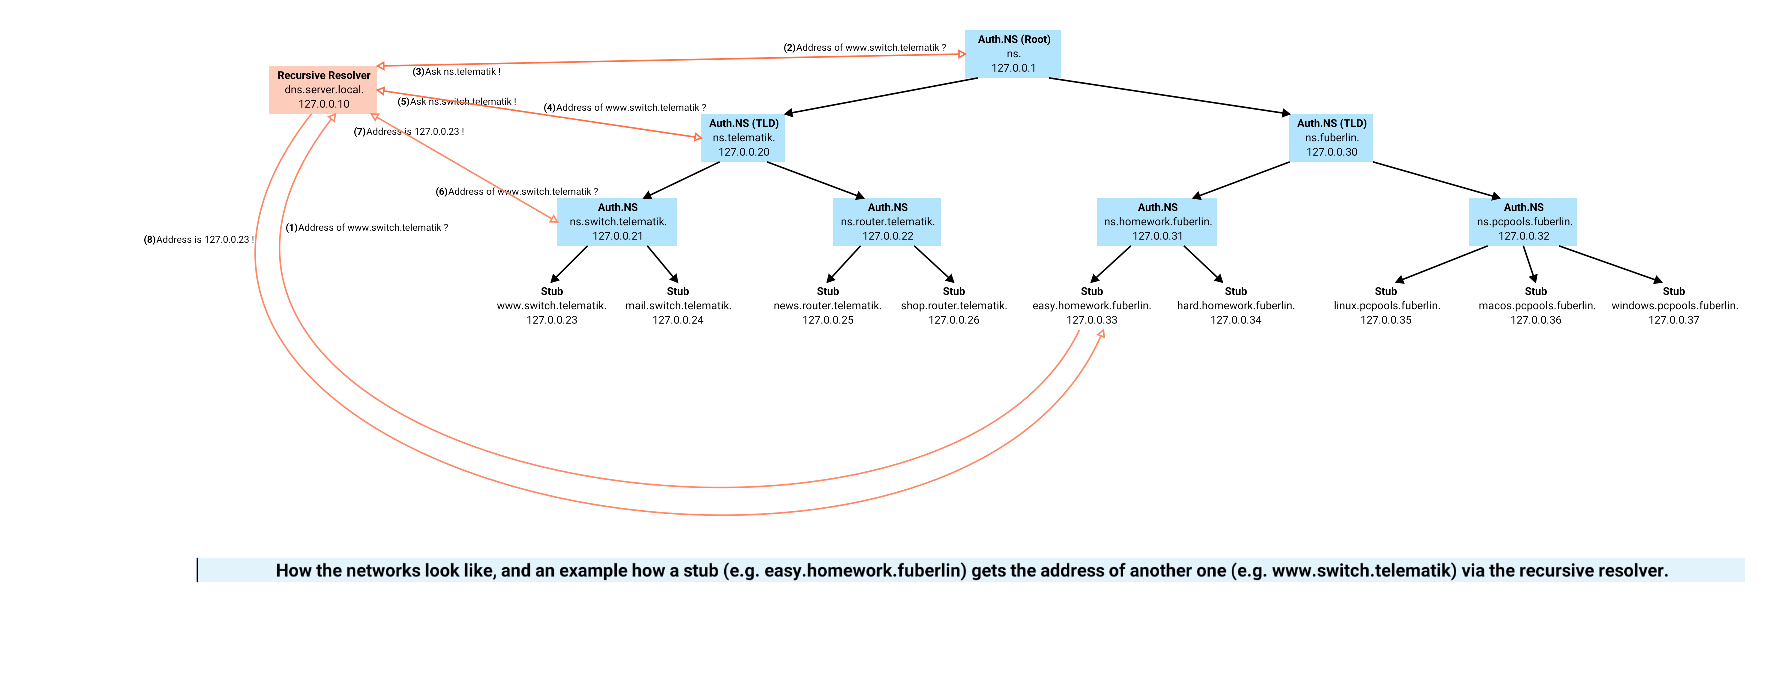 Auth.NS (Root)
ns.
127.0.0.1
(2)Address of www.switch.telematik ?
(3)Ask ns.telematik !
Recursive Resolver
dns.server.local.
127.0.0.10
(5)Ask ns.switch.telematik !
(4)Address of www.switch.telematik ?
(7)Address is 127.0.0.23 !
Auth.NS (TLD)
ns.telematik.
127.0.0.20
Auth.NS (TLD)
ns.fuberlin.
127.0.0.30
(6)Address of www.switch.telematik ?
(1)Address of www.switch.telematik ?
(8)Address is 127.0.0.23 !
Auth.NS
ns.switch.telematik.
127.0.0.21
Auth.NS
ns.router.telematik.
127.0.0.22
Auth.NS
ns.homework.fuberlin.
127.0.0.31
Auth.NS
ns.pcpools.fuberlin.
127.0.0.32
Stub
www.switch.telematik.
127.0.0.23
Stub
mail.switch.telematik.
127.0.0.24
Stub
news.router.telematik.
127.0.0.25
Stub
shop.router.telematik.
127.0.0.26
Stub
easy.homework.fuberlin.
127.0.0.33
Stub
hard.homework.fuberlin.
127.0.0.34
Stub
linux.pcpools.fuberlin.
127.0.0.35
Stub
macos.pcpools.fuberlin.
127.0.0.36
Stub
windows.pcpools.fuberlin.
127.0.0.37
How the networks look like, and an example how a stub (e.g. easy.homework.fuberlin) gets the address of another one (e.g. www.switch.telematik) via the recursive resolver.